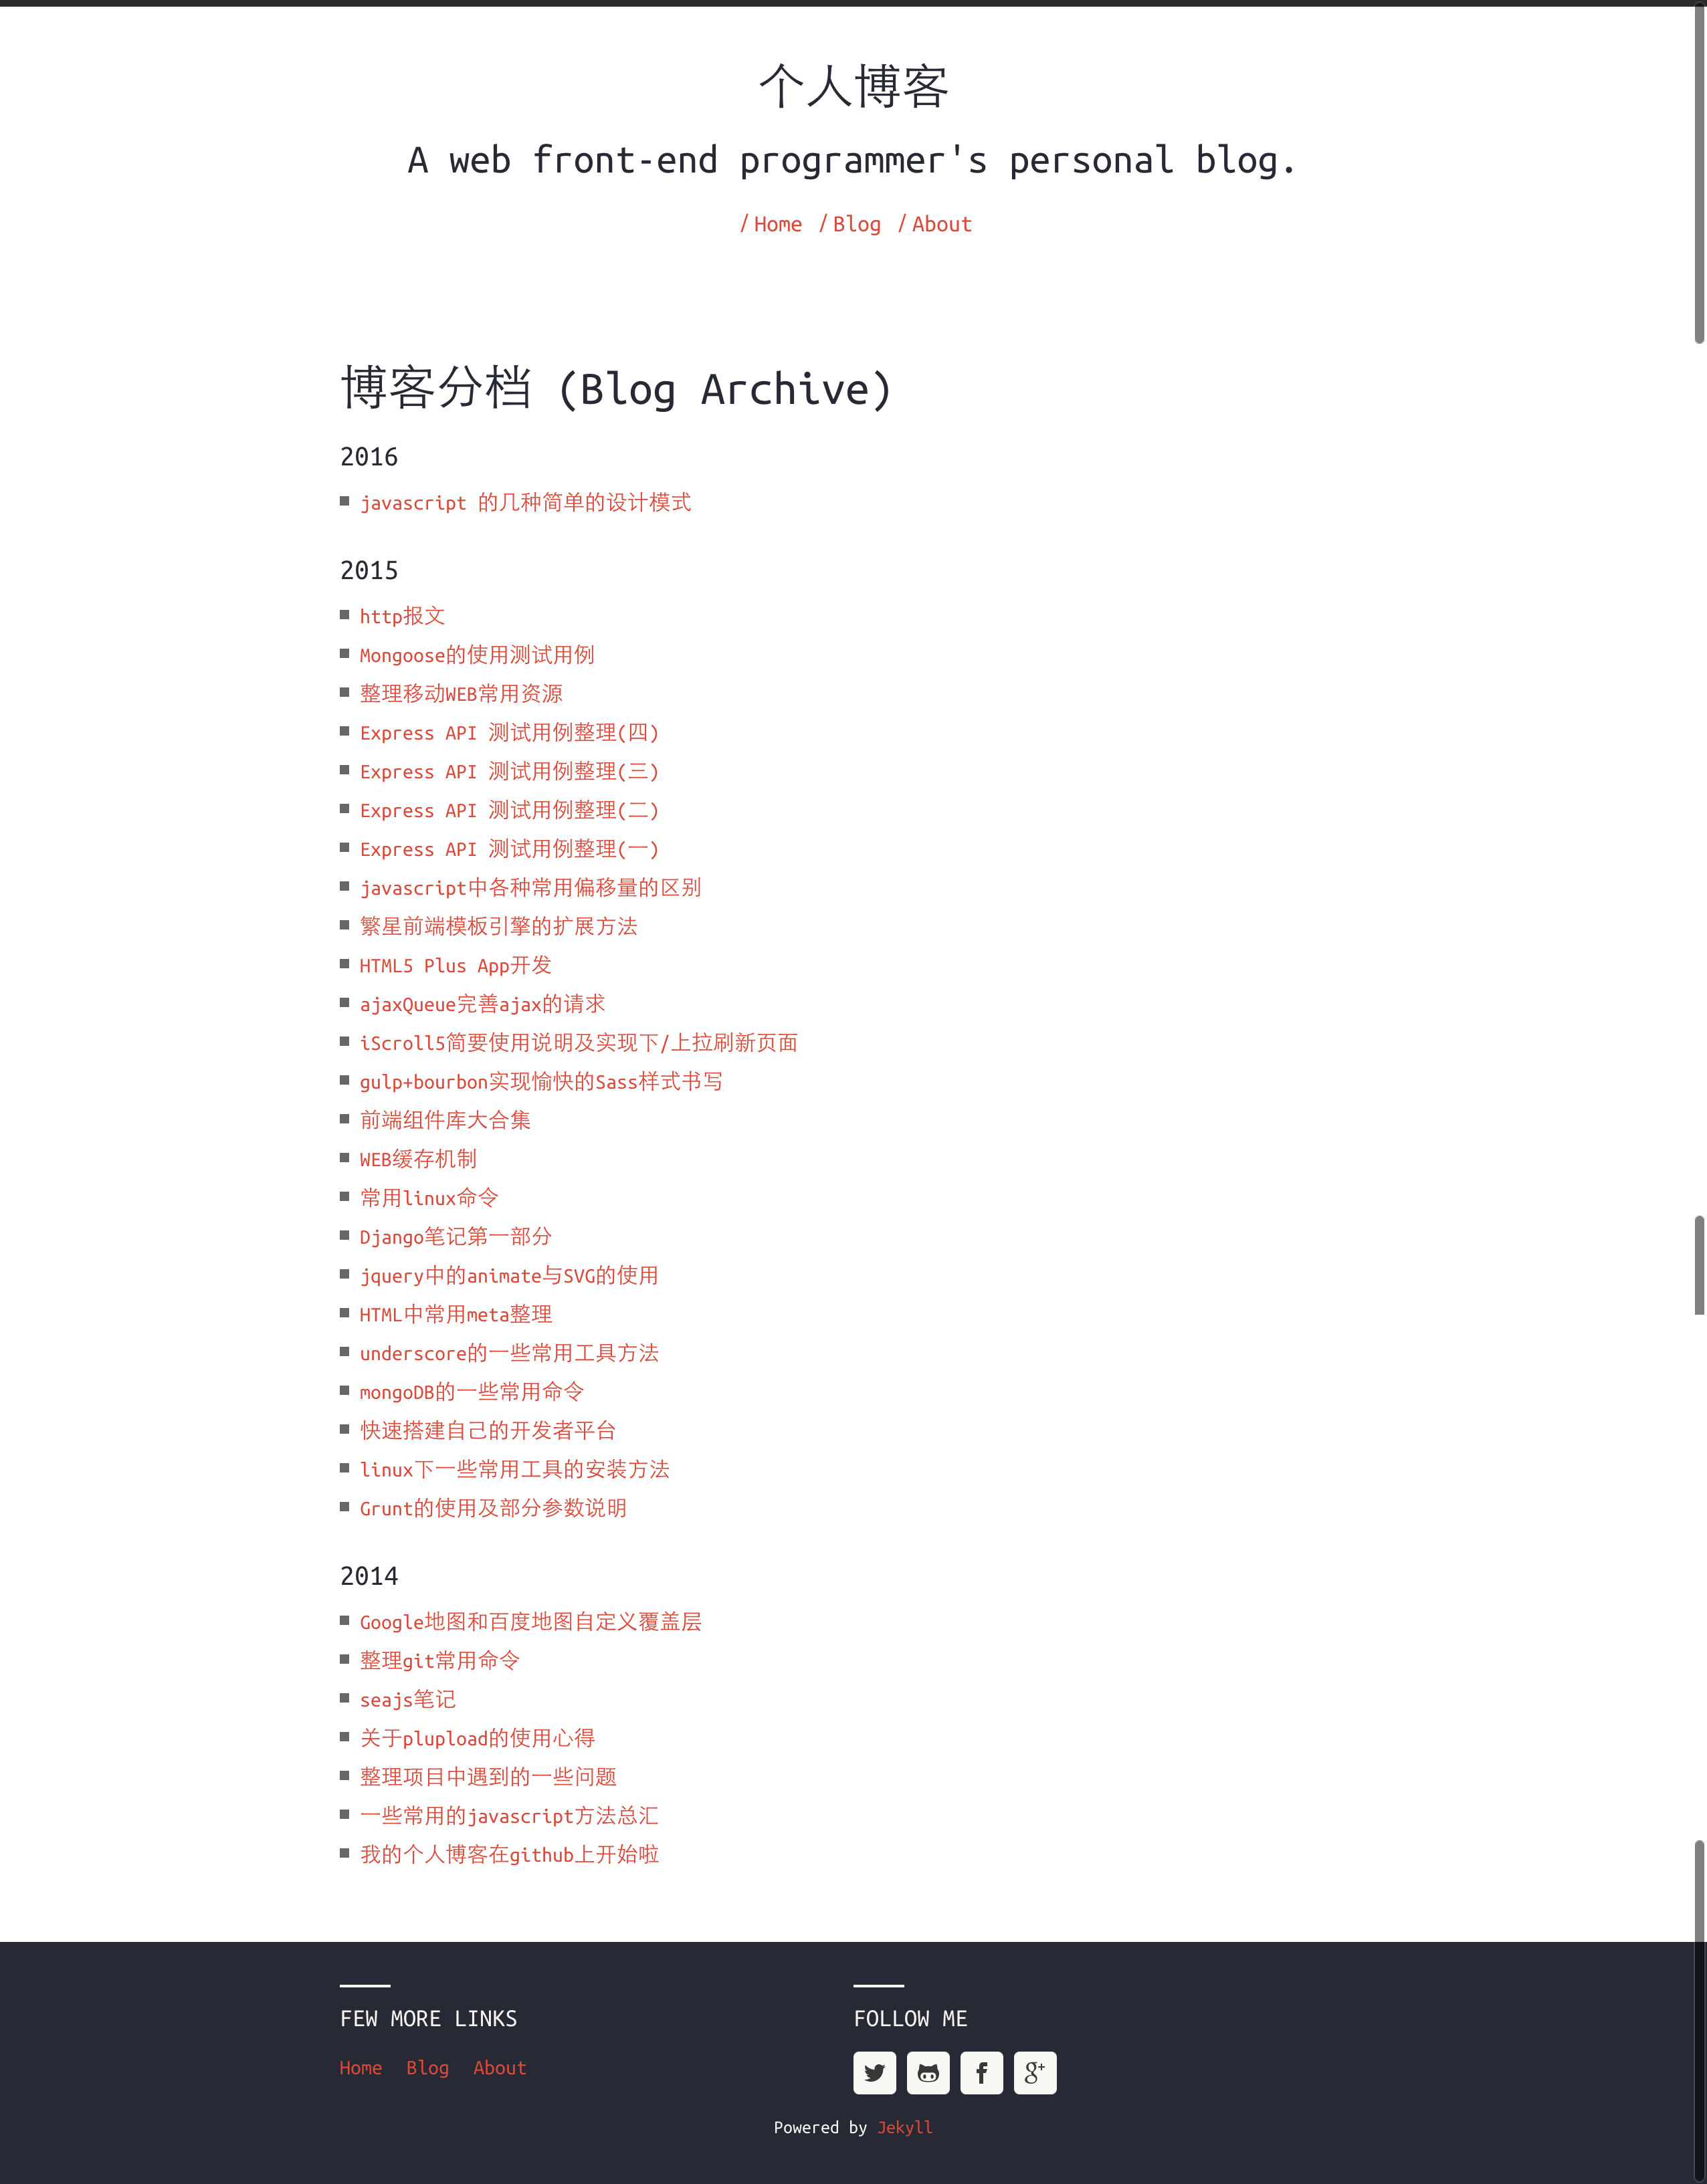 个人博客
A web front-end programmer's personal blog.
/ Home / Blog / About
博客分档 (Blog Archive)
2016
javascript 的几种简单的设计模式
2015
http报文
Mongoose的使用测试用例
整理移动WEB常用资源
Express API 测试用例整理(四)
Express API 测试用例整理(三)
Express API 测试用例整理(二)
Express API 测试用例整理(一)
javascript中各种常用偏移量的区别
繁星前端模板引擎的扩展方法
HTML5 Plus App开发
ajaxQueue完善ajax的请求
iScroll5简要使用说明及实现下/上拉刷新页面
gulp+bourbon实现愉快的Sass样式书写
前端组件库大合集
WEB缓存机制
常用linux命令
Django笔记第一部分
jquery中的animate与SVG的使用
HTML中常用meta整理
underscore的一些常用工具方法
mongoDB的一些常用命令
快速搭建自己的开发者平台
linux下一些常用工具的安装方法
Grunt的使用及部分参数说明
2014
Google地图和百度地图自定义覆盖层
整理git常用命令
seajs笔记
关于plupload的使用心得
整理项目中遇到的一些问题
一些常用的javascript方法总汇
我的个人博客在github上开始啦
FEW MORE LINKS
Home Blog About
FOLLOW ME
Powered by Jekyll